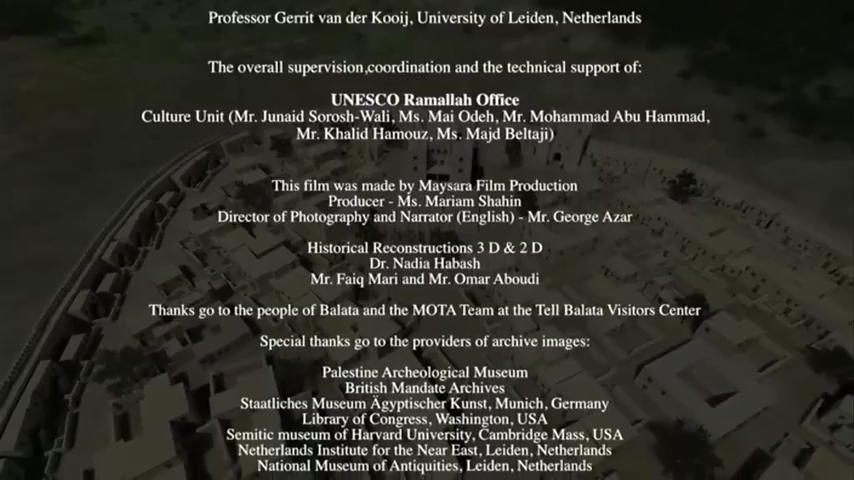 Professor Gerrit van der Kooij, University of Leiden, Netherlands
The overall supervision,coordination and the technical support of:
UNESCO Ramallah Office
Culture Unit (Mr. Junaid Sorosh-Wali, Ms. Mai Odeh, Mr. Mohammad Abu Hammad,
Mr. Khalid Hamouz, Ms. Majd Beltaji)
This film was made by Maysara Film Production
Producer - Ms. Mariam Shahin
Director of Photography and Narrator (English) - Mr. George Azar
Historical Reconstructions 3 D & 2 D
Dr. Nadia Habash
Mr. Faiq Mari and Mr. Omar Aboudi
Thanks go to the people of Balata and the MOTA Team at the Tell Balata Visitors Center
Special thanks go to the providers of archive images:
Palestine Archeological Museum
British Mandate Archives
Staatliches Museum Ägyptischer Kunst, Munich, Germany
Library of Congress, Washington, USA
Semitic museum of Harvard University, Cambridge Mass, USA
Netherlands Institute for the Near East, Leiden, Netherlands
National Museum of Antiquities, Leiden, Netherlands